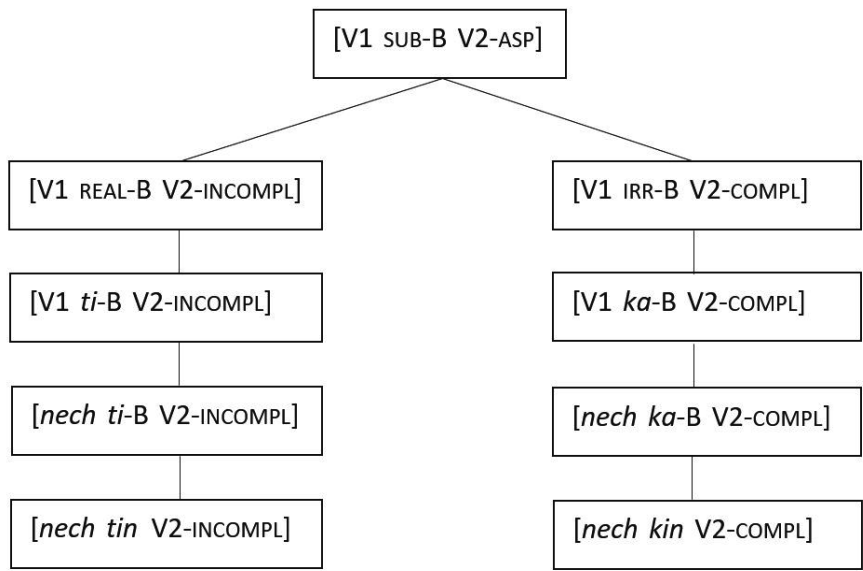 [V1 SUB-B V2-ASP]
[V1 REAL-B V2-INCOMPL]
[V1 IRR-B V2-COMPL]
[V1 ti-B V2-INCOMPL]
[V1 ka-B V2-COMPL]
[nech ti-B V2-INCOMPL]
[nech ka-B V2-COMPL]
[nech tin V2-INCOMPL]
[nech kin V2-COMPL]